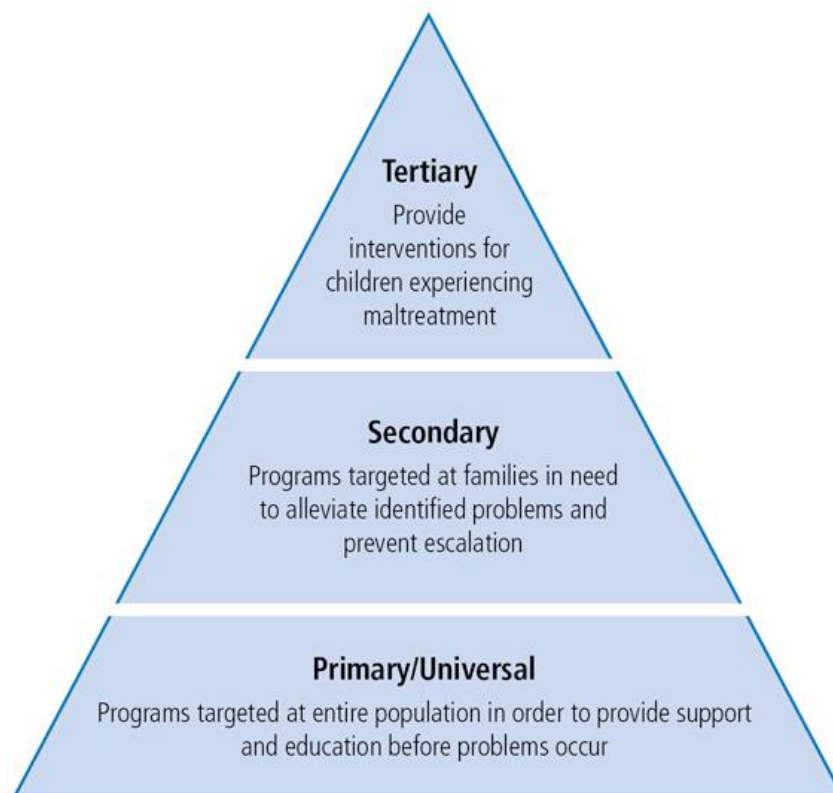 Tertiary
Provide
interventions for
children experiencing
maltreatment
Secondary
Programs targeted at families in need
to alleviate identified problems and
prevent escalation
Primary/Universal
Programs targeted at entire population in order to provide support
and education before problems occur